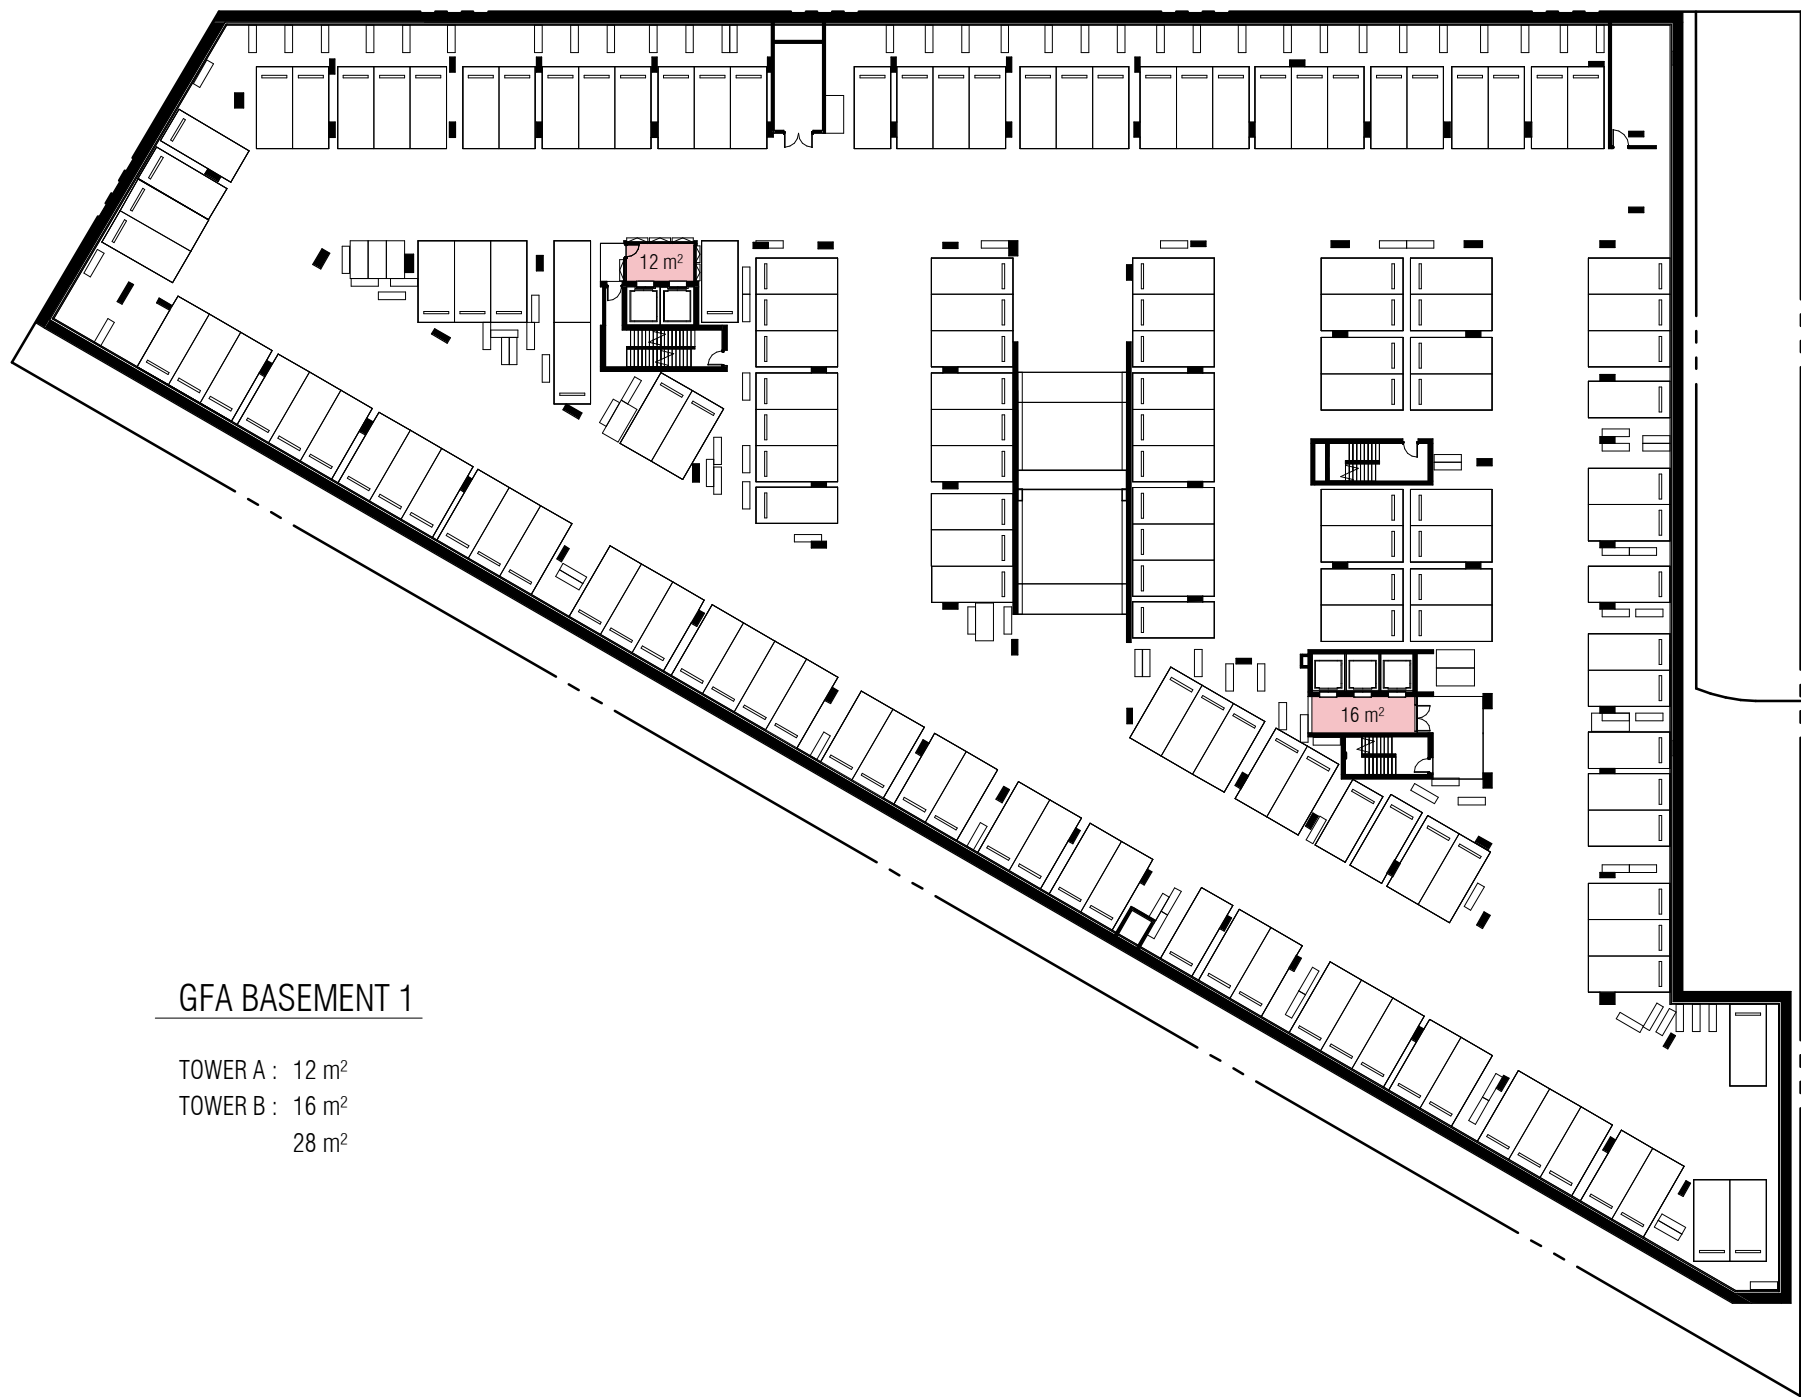 12 m²
16 m²
GFA BASEMENT 1
TOWER A : 12 m²
TOWER B : 16 m²
28 m²